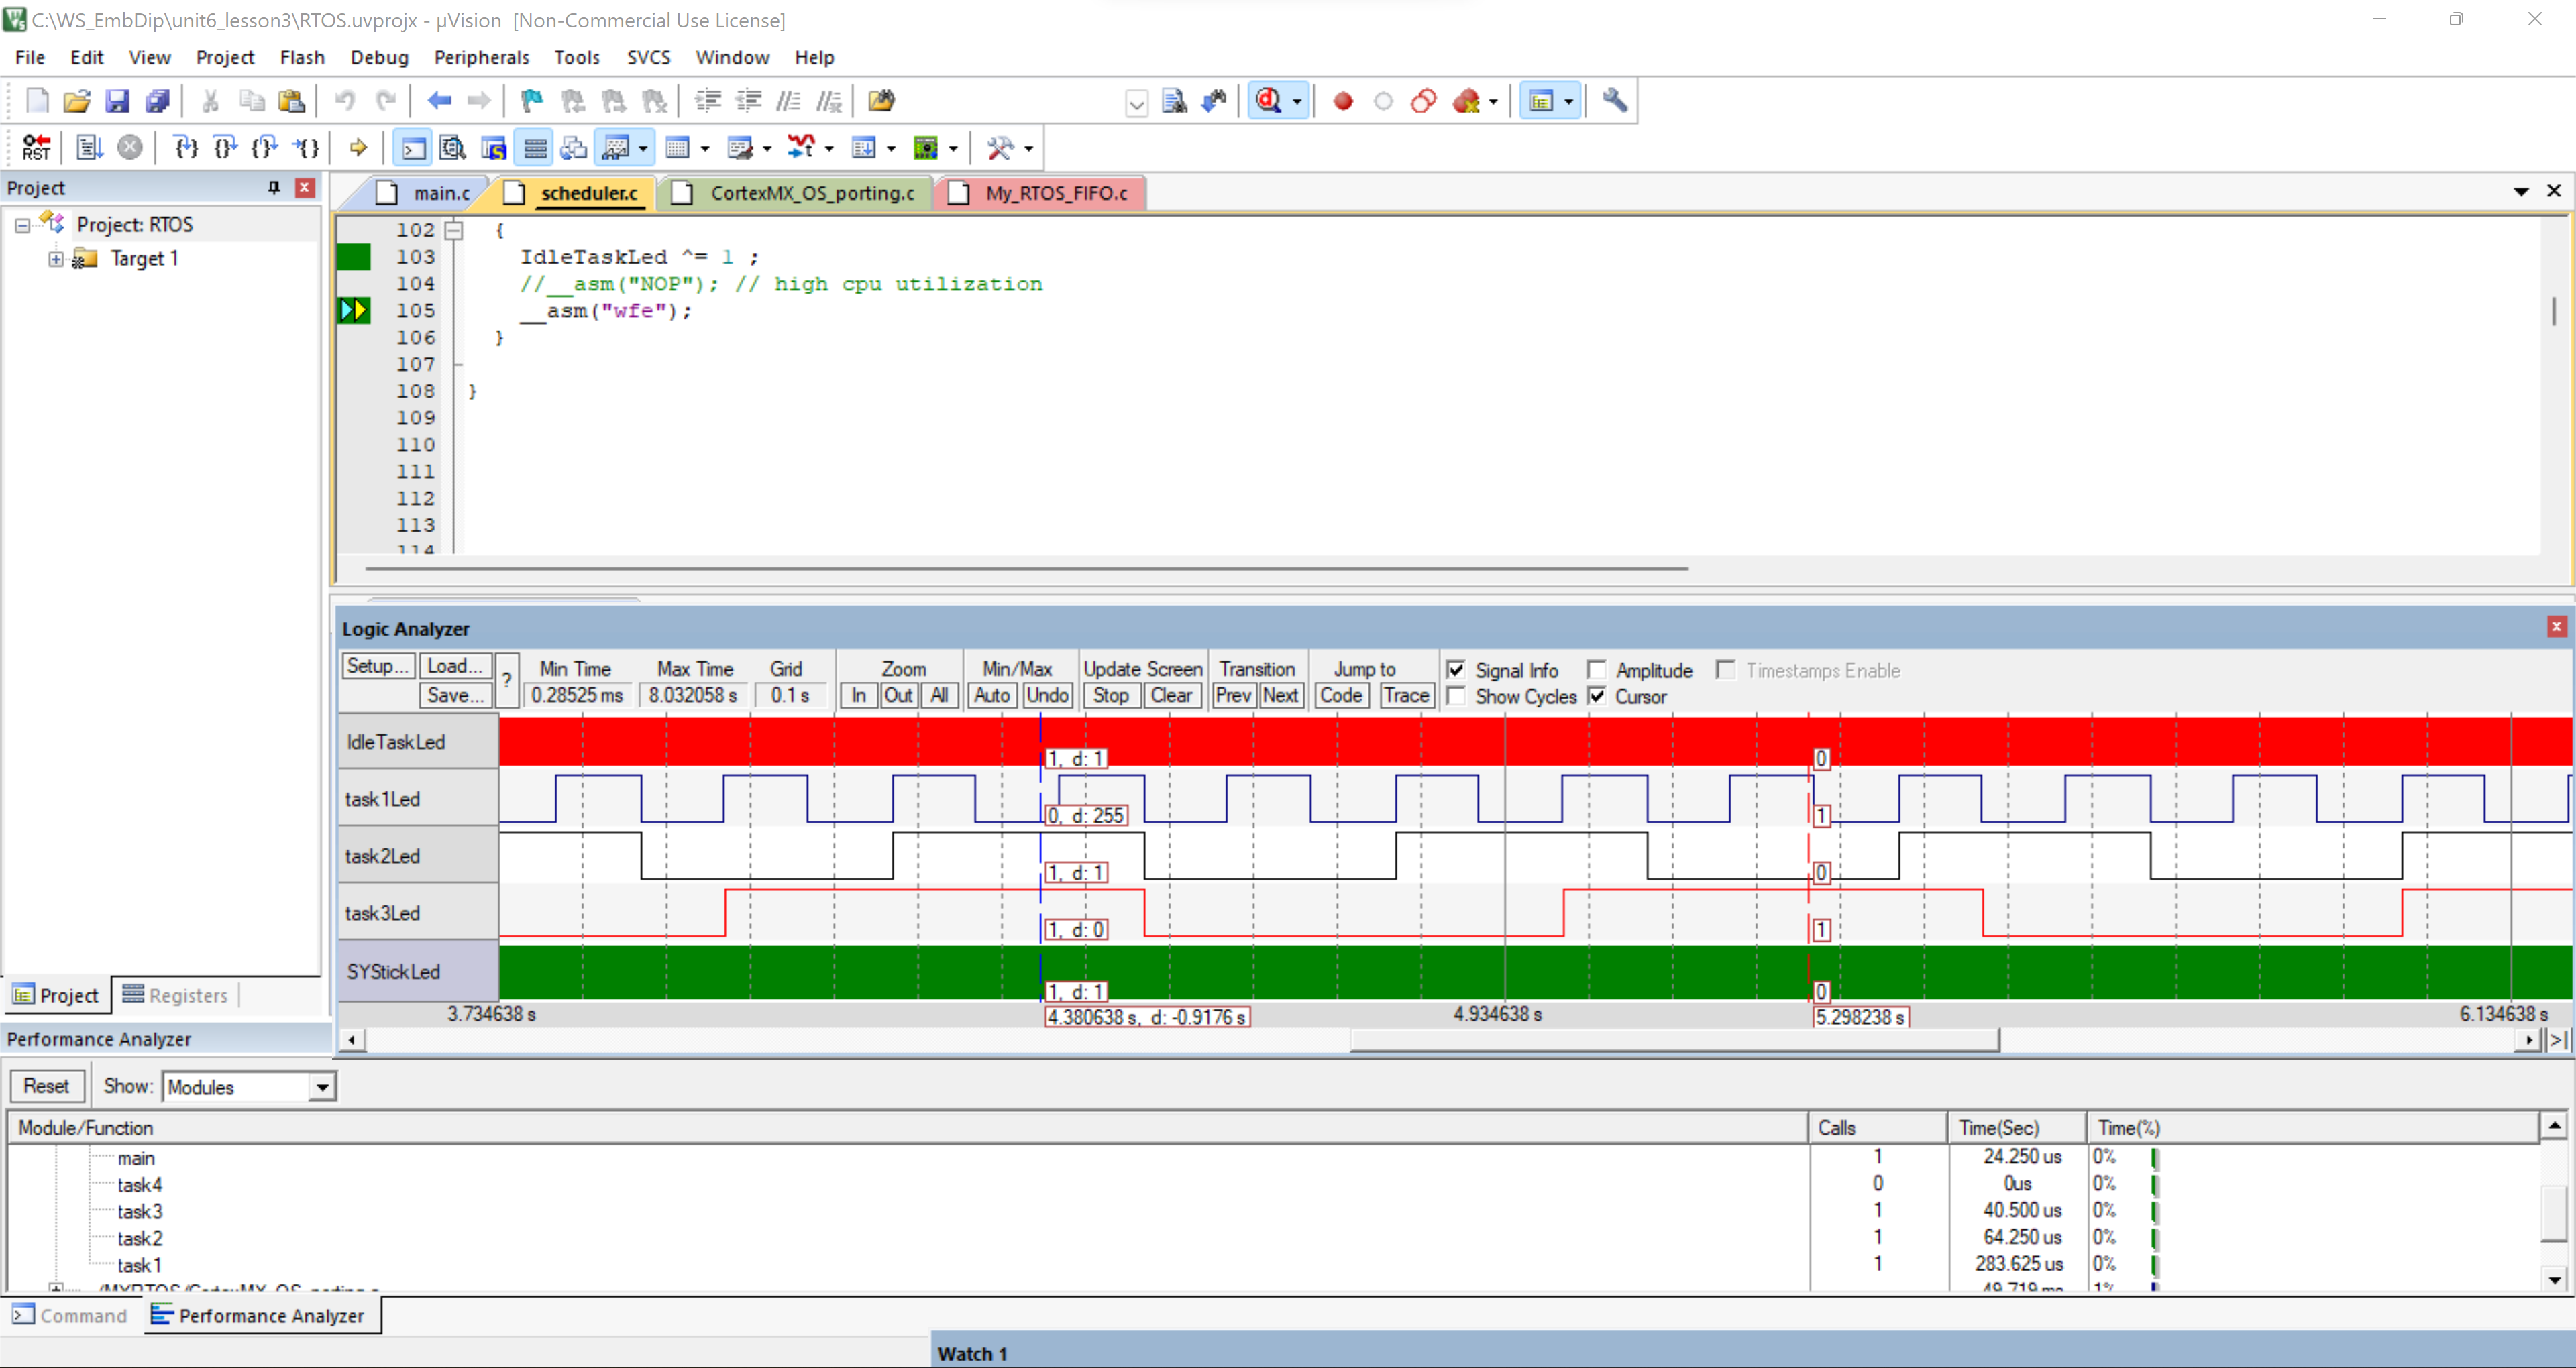 C:\WS_EmbDip\unit6_lesson3\RTOS.uvprojx - µVision  [Non-Commercial Use License]
File Edit View Project Flash Debug Peripherals Tools SVCS Window Help
RST
Project
Project: RTOS
Target 1
main.c scheduler.c CortexMX_OS_porting.c My_RTOS_FIFO.c
102 {
103 IdleTaskLed ^= 1 ;
104 //__asm("NOP"); // high cpu utilization
105 __asm("wfe");
106 }
107
108 }
109
110
111
112
113
114
Project Registers
Logic Analyzer
Setup... Load... ? Min Time Max Time Grid Zoom Min/Max Update Screen Transition Jump to Signal Info Amplitude Timestamps Enable
Save... 0.28525 ms 8.032058 s 0.1 s In Out All Auto Undo Stop Clear Prev Next Code Trace Show Cycles Cursor
IdleTaskLed
1, d: 1 0
task1Led
0, d: 255 1
task2Led
1, d: 1 0
task3Led
1, d: 0 1
SYStickLed
1, d: 1 0
3.734638 s 4.380638 s, d: -0.9176 s 4.934638 s 5.298238 s 6.134638 s
Performance Analyzer
Reset Show: Modules
Module/Function Calls Time(Sec) Time(%)
main 1 24.250 us 0%
task4 0 0us 0%
task3 1 40.500 us 0%
task2 1 64.250 us 0%
task1 1 283.625 us 0%
/MYRTOS/CortexMX_OS_porting.c 49.719 ms 1%
Command Performance Analyzer
Watch 1